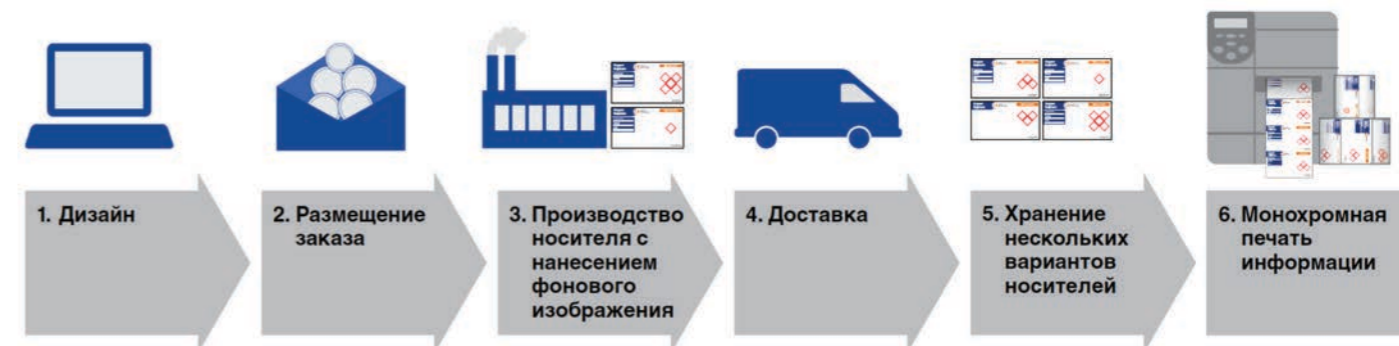 1. Дизайн
2. Размещение
заказа
3. Производство
носителя с
нанесением
фонового
изображения
4. Доставка
5. Хранение
нескольких
вариантов
носителей
6. Монохромная
печать
информации